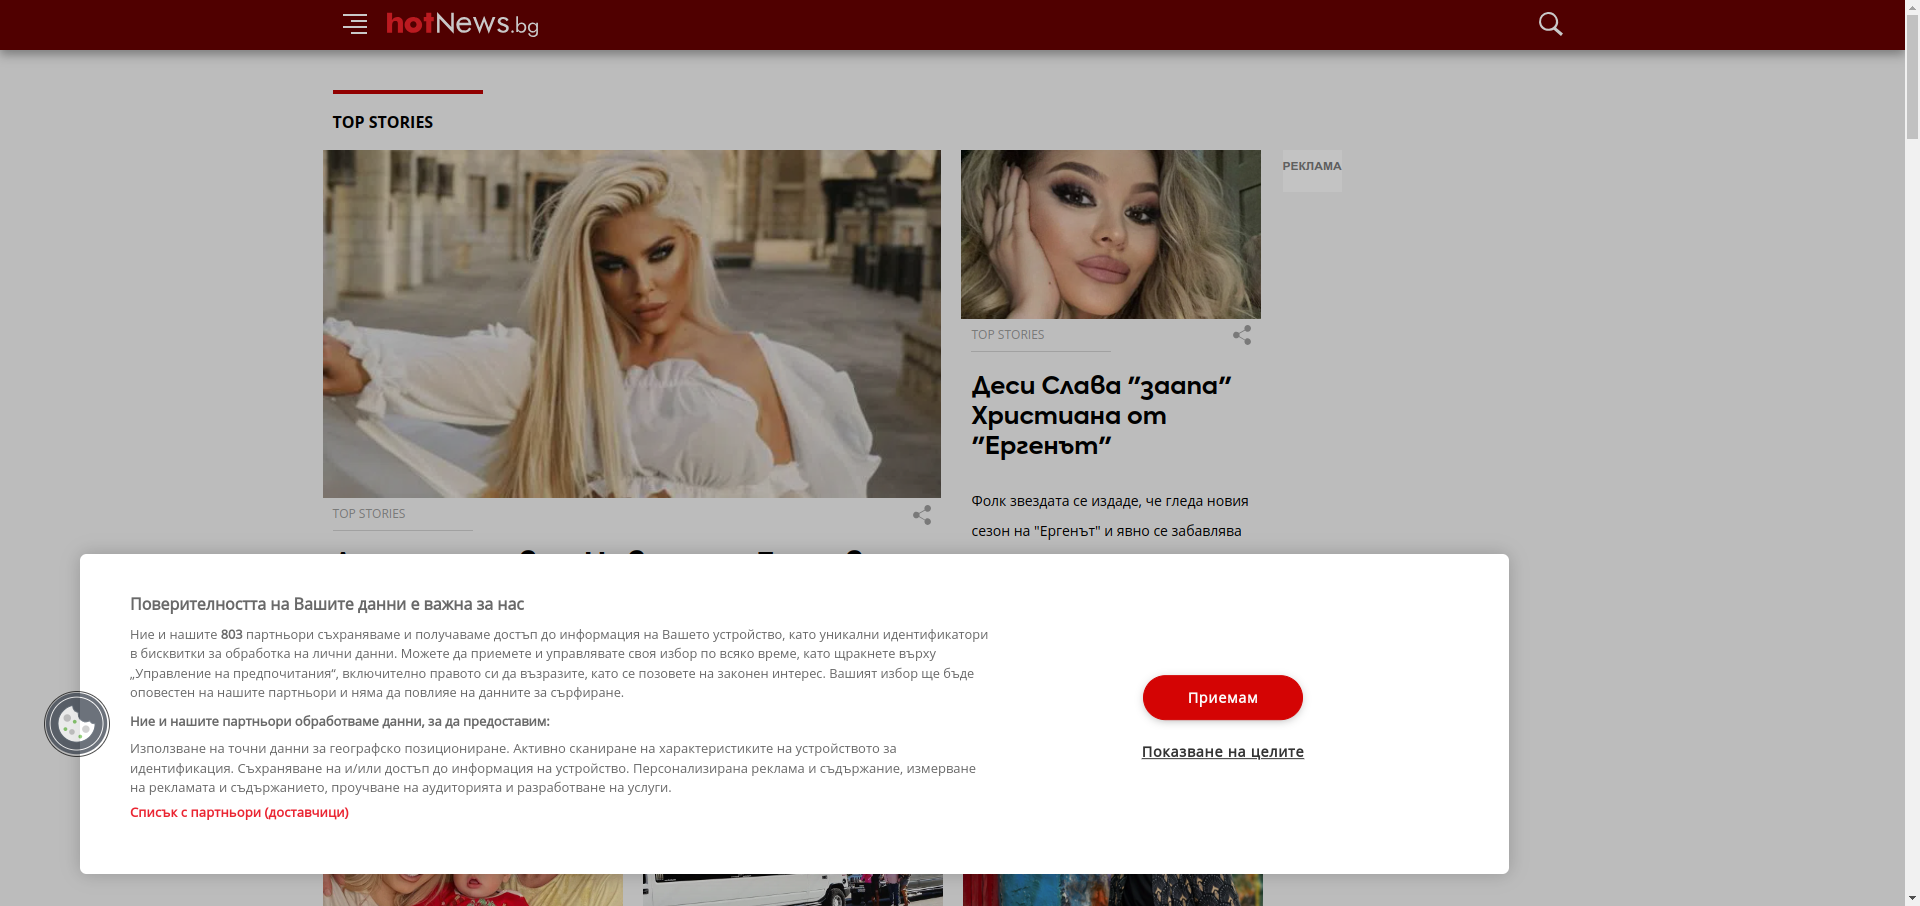 hotNews.bg
TOP STORIES
РЕКЛАМА
TOP STORIES
Деси Слава "заапа"
Христиана от
"Ергенът"
Фолк звездата се издаде, че гледа новия
сезон на "Ергенът" и явно се забавлява
TOP STORIES
Поверителността на Вашите данни е важна за нас
Ние и нашите 803 партньори съхраняваме и получаваме достъп до информация на Вашето устройство, като уникални идентификатори
в бисквитки за обработка на лични данни. Можете да приемете и управлявате своя избор по всяко време, като щракнете върху
„Управление на предпочитания“, включително правото си да възразите, като се позовете на законен интерес. Вашият избор ще бъде
оповестен на нашите партньори и няма да повлияе на данните за сърфиране.
Ние и нашите партньори обработваме данни, за да предоставим:
Използване на точни данни за географско позициониране. Активно сканиране на характеристиките на устройството за
идентификация. Съхраняване на и/или достъп до информация на устройство. Персонализирана реклама и съдържание, измерване
на рекламата и съдържанието, проучване на аудиторията и разработване на услуги.
Списък с партньори (доставчици)
Приемам
Показване на целите